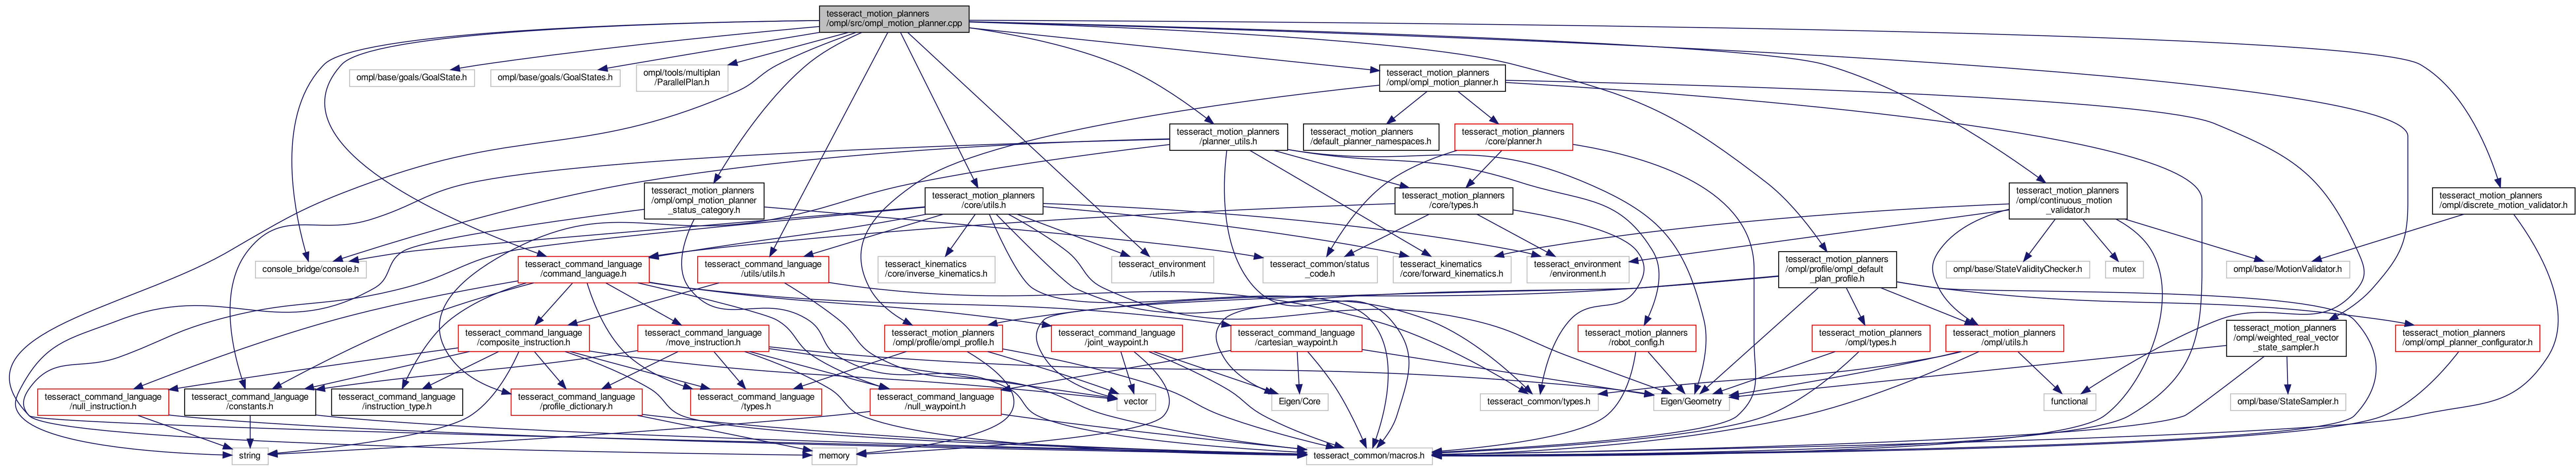 tesseract_motion_planners
/ompl/src/ompl_motion_planner.cpp
ompl/base/goals/GoalState.h
ompl/base/goals/GoalStates.h
ompl/tools/multiplan
/ParallelPlan.h
tesseract_motion_planners
/ompl/ompl_motion_planner.h
tesseract_motion_planners
/planner_utils.h
tesseract_motion_planners
/default_planner_namespaces.h
tesseract_motion_planners
/core/planner.h
tesseract_motion_planners
/ompl/ompl_motion_planner
_status_category.h
tesseract_motion_planners
/core/utils.h
tesseract_motion_planners
/core/types.h
tesseract_motion_planners
/ompl/continuous_motion
_validator.h
tesseract_motion_planners
/ompl/discrete_motion_validator.h
console_bridge/console.h
tesseract_command_language
/command_language.h
tesseract_command_language
/utils/utils.h
tesseract_kinematics
/core/inverse_kinematics.h
tesseract_environment
/utils.h
tesseract_common/status
_code.h
tesseract_kinematics
/core/forward_kinematics.h
tesseract_environment
/environment.h
tesseract_motion_planners
/ompl/profile/ompl_default
_plan_profile.h
ompl/base/StateValidityChecker.h
mutex
ompl/base/MotionValidator.h
tesseract_command_language
/composite_instruction.h
tesseract_command_language
/move_instruction.h
tesseract_motion_planners
/ompl/profile/ompl_profile.h
tesseract_command_language
/joint_waypoint.h
tesseract_command_language
/cartesian_waypoint.h
tesseract_motion_planners
/robot_config.h
tesseract_motion_planners
/ompl/types.h
tesseract_motion_planners
/ompl/utils.h
tesseract_motion_planners
/ompl/weighted_real_vector
_state_sampler.h
tesseract_motion_planners
/ompl/ompl_planner_configurator.h
tesseract_command_language
/null_instruction.h
tesseract_command_language
/constants.h
tesseract_command_language
/instruction_type.h
tesseract_command_language
/profile_dictionary.h
tesseract_command_language
/types.h
tesseract_command_language
/null_waypoint.h
vector
Eigen/Core
tesseract_common/types.h
Eigen/Geometry
functional
ompl/base/StateSampler.h
string
memory
tesseract_common/macros.h